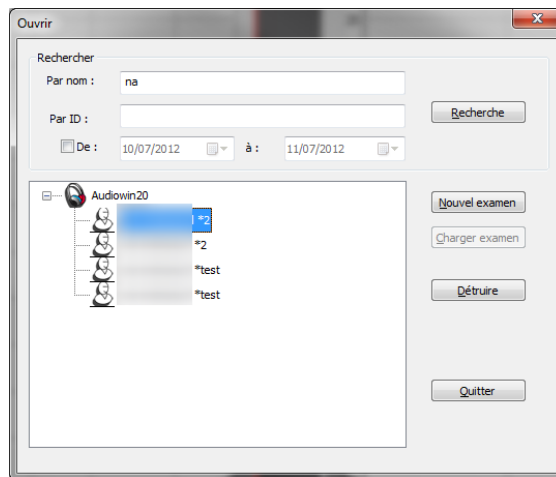 Ouvrir
Rechercher
Par nom : na
Par ID :
Recherche
De : 10/07/2012 à : 11/07/2012
Audiowin20
*2
*2
*test
*test
Nouvel examen
Charger examen
Détruire
Quitter